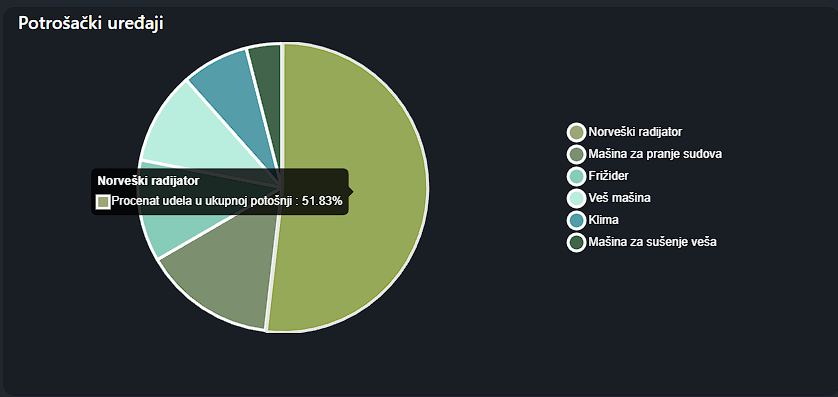 Potrošački uređaji
Norveški radijator
Procenat udela u ukupnoj potošnji : 51.83%
Norveški radijator
Mašina za pranje sudova
Frižider
Veš mašina
Klima
Mašina za sušenje veša